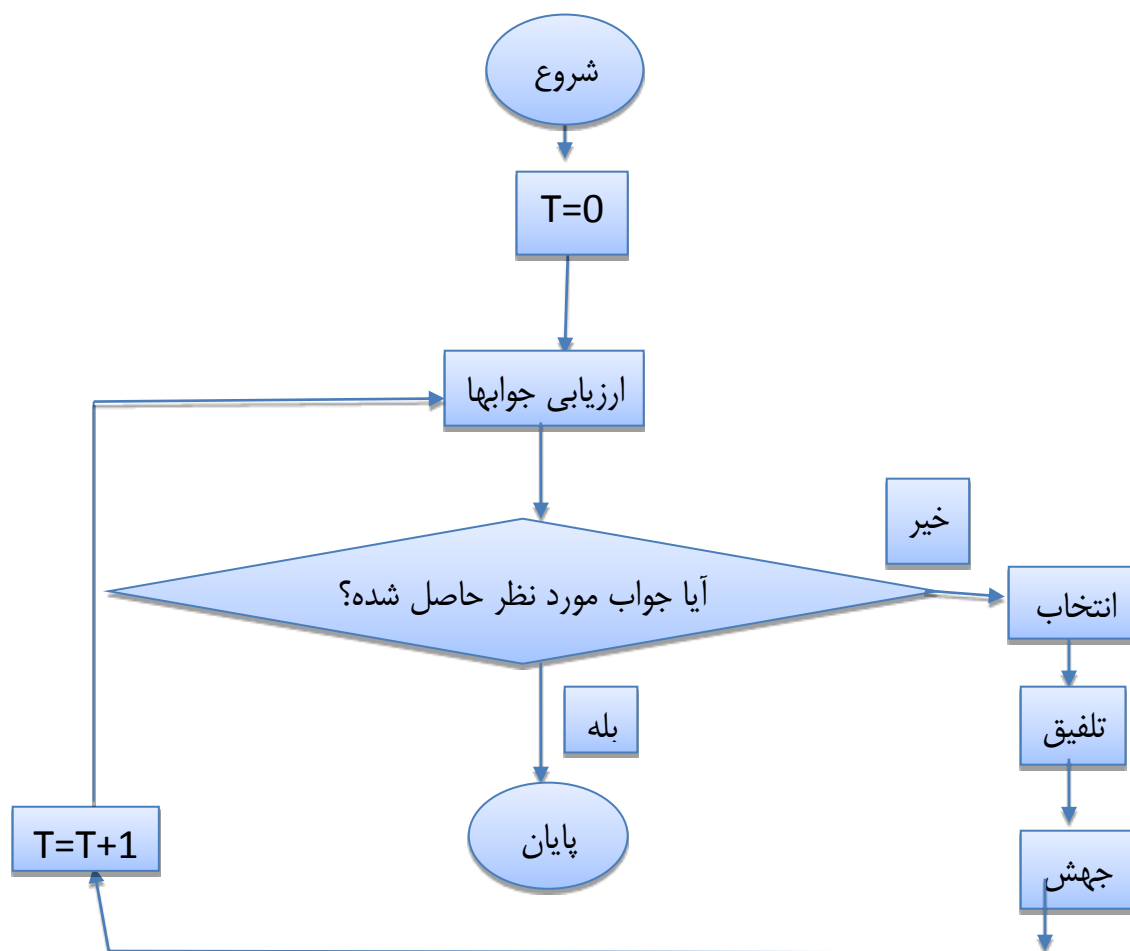 شروع
T=0
ارزیابی جوابها
خیر
آیا جواب مورد نظر حاصل شده؟
انتخاب
بله
تلفیق
پایان
T=T+1
جهش